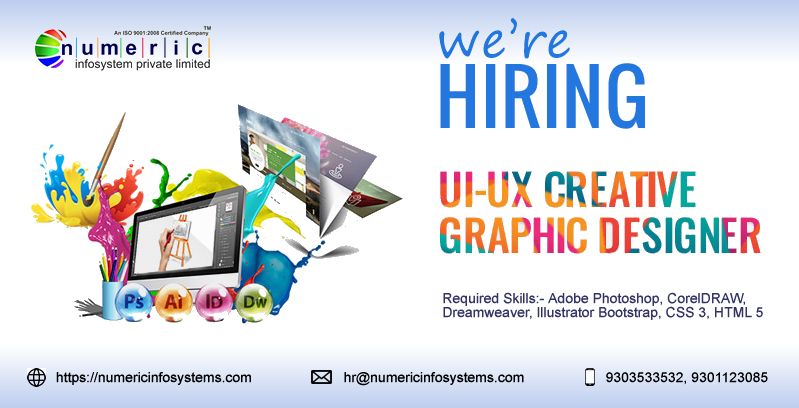 An ISO 9001:2008 Certified Company
TM
numeric
infosystem private limited
we're
HIRING
UI-UX CREATIVE
GRAPHIC DESIGNER
Ps Ai ID Dw
Required Skills:- Adobe Photoshop, CorelDRAW,
Dreamweaver, Illustrator Bootstrap, CSS 3, HTML 5
https://numericinfosystems.com
hr@numericinfosystems.com
9303533532, 9301123085